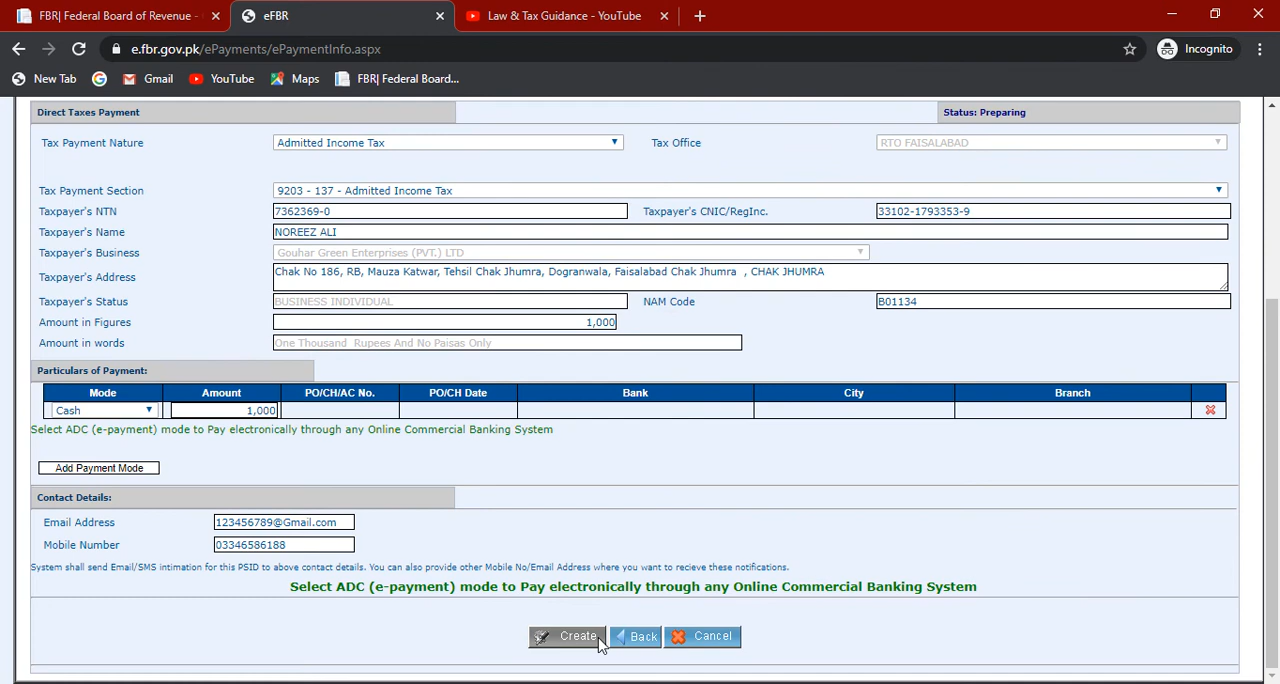 FBR| Federal Board of Revenue -
eFBR
Law & Tax Guidance - YouTube
e.fbr.gov.pk/ePayments/ePaymentInfo.aspx
Incognito
New Tab
Gmail
YouTube
Maps
FBR| Federal Board...
Direct Taxes Payment
Status: Preparing
Tax Payment Nature
Admitted Income Tax
Tax Office
RTO FAISALABAD
Tax Payment Section
9203 - 137 - Admitted Income Tax
Taxpayer's NTN
7362369-0
Taxpayer's CNIC/RegInc.
33102-1793353-9
Taxpayer's Name
NOREEZ ALI
Taxpayer's Business
Gouhar Green Enterprises (PVT.) LTD
Taxpayer's Address
Chak No 186, RB, Mauza Katwar, Tehsil Chak Jhumra, Dogranwala, Faisalabad Chak Jhumra , CHAK JHUMRA
Taxpayer's Status
BUSINESS INDIVIDUAL
NAM Code
B01134
Amount in Figures
1,000
Amount in words
One Thousand Rupees And No Paisas Only
Particulars of Payment:
Mode Amount PO/CH/AC No. PO/CH Date Bank City Branch
Cash 1,000
Select ADC (e-payment) mode to Pay electronically through any Online Commercial Banking System
Add Payment Mode
Contact Details:
Email Address
123456789@Gmail.com
Mobile Number
03346586188
System shall send Email/SMS intimation for this PSID to above contact details. You can also provide other Mobile No/Email Address where you want to recieve these notifications.
Select ADC (e-payment) mode to Pay electronically through any Online Commercial Banking System
Create
Back
Cancel